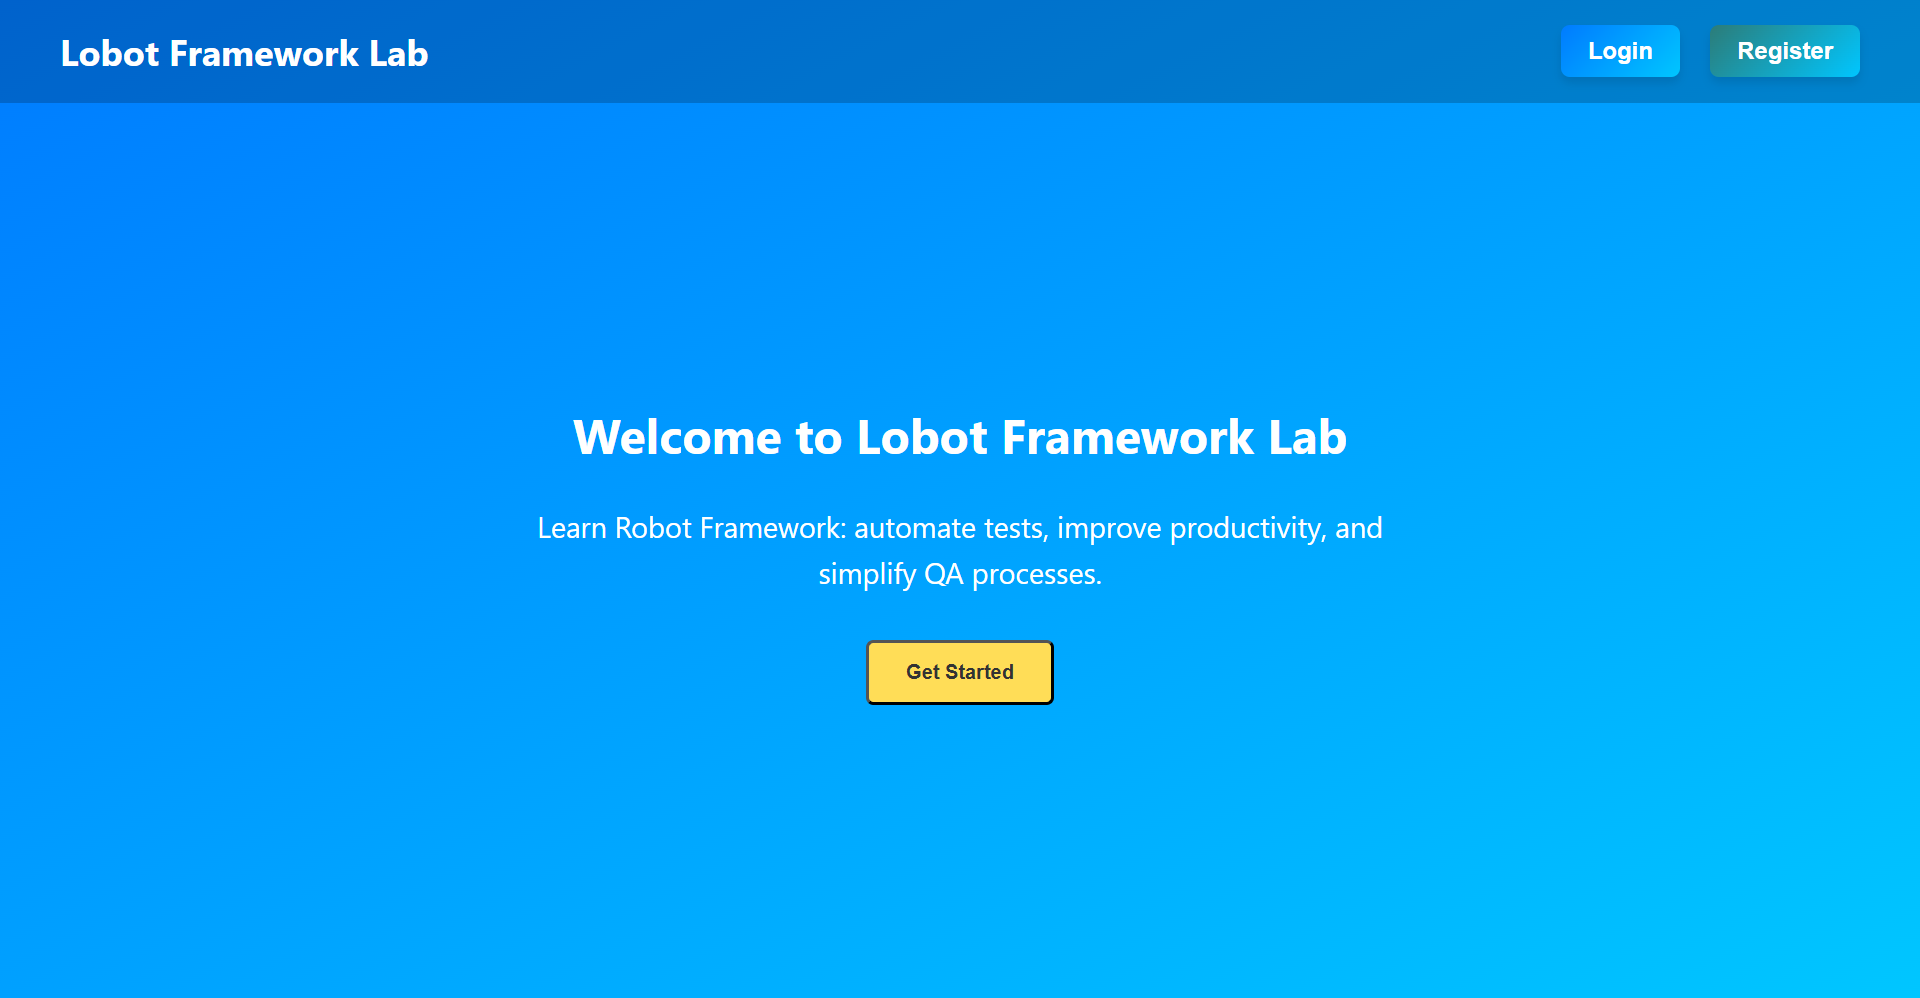 Lobot Framework Lab
Login
Register
Welcome to Lobot Framework Lab
Learn Robot Framework: automate tests, improve productivity, and
simplify QA processes.
Get Started